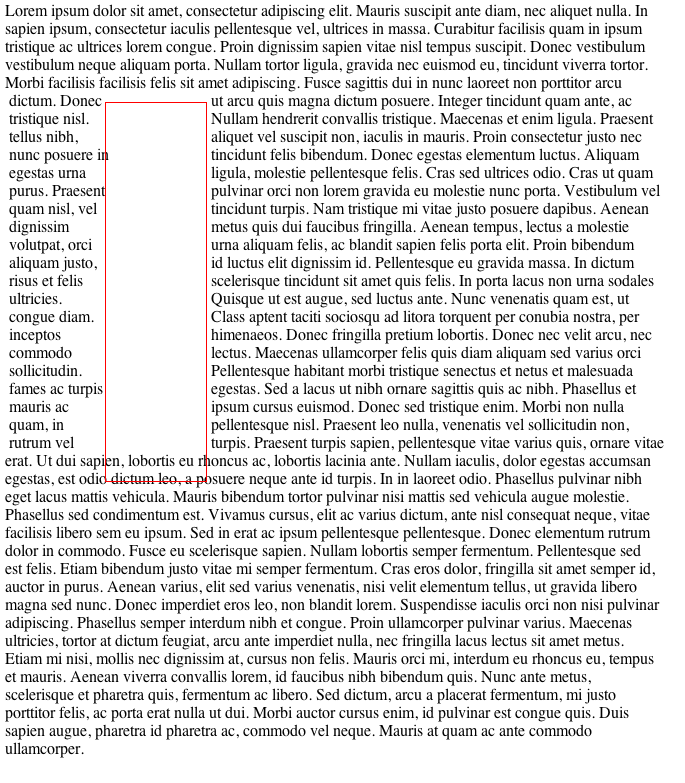 Lorem ipsum dolor sit amet, consectetur adipiscing elit. Mauris suscipit ante diam, nec aliquet nulla. In
sapien ipsum, consectetur iaculis pellentesque vel, ultrices in massa. Curabitur facilisis quam in ipsum
tristique ac ultrices lorem congue. Proin dignissim sapien vitae nisl tempus suscipit. Donec vestibulum
vestibulum neque aliquam porta. Nullam tortor ligula, gravida nec euismod eu, tincidunt viverra tortor.
Morbi facilisis facilisis felis sit amet adipiscing. Fusce sagittis dui in nunc laoreet non porttitor arcu
dictum. Donec ut arcu quis magna dictum posuere. Integer tincidunt quam ante, ac
tristique nisl. Nullam hendrerit convallis tristique. Maecenas et enim ligula. Praesent
tellus nibh, aliquet vel suscipit non, iaculis in mauris. Proin consectetur justo nec
nunc posuere in tincidunt felis bibendum. Donec egestas elementum luctus. Aliquam
egestas urna ligula, molestie pellentesque felis. Cras sed ultrices odio. Cras ut quam
purus. Praesent pulvinar orci non lorem gravida eu molestie nunc porta. Vestibulum vel
quam nisl, vel tincidunt turpis. Nam tristique mi vitae justo posuere dapibus. Aenean
dignissim metus quis dui faucibus fringilla. Aenean tempus, lectus a molestie
volutpat, orci urna aliquam felis, ac blandit sapien felis porta elit. Proin bibendum
aliquam justo, id luctus elit dignissim id. Pellentesque eu gravida massa. In dictum
risus et felis scelerisque tincidunt sit amet quis felis. In porta lacus non urna sodales
ultricies. Quisque ut est augue, sed luctus ante. Nunc venenatis quam est, ut
congue diam. Class aptent taciti sociosqu ad litora torquent per conubia nostra, per
inceptos himenaeos. Donec fringilla pretium lobortis. Donec nec velit arcu, nec
commodo lectus. Maecenas ullamcorper felis quis diam aliquam sed varius orci
sollicitudin. Pellentesque habitant morbi tristique senectus et netus et malesuada
fames ac turpis egestas. Sed a lacus ut nibh ornare sagittis quis ac nibh. Phasellus et
mauris ac ipsum cursus euismod. Donec sed tristique enim. Morbi non nulla
quam, in pellentesque nisl. Praesent leo nulla, venenatis vel sollicitudin non,
rutrum vel turpis. Praesent turpis sapien, pellentesque vitae varius quis, ornare vitae
erat. Ut dui sapien, lobortis eu rhoncus ac, lobortis lacinia ante. Nullam iaculis, dolor egestas accumsan
egestas, est odio dictum leo, a posuere neque ante id turpis. In in laoreet odio. Phasellus pulvinar nibh
eget lacus mattis vehicula. Mauris bibendum tortor pulvinar nisi mattis sed vehicula augue molestie.
Phasellus sed condimentum est. Vivamus cursus, elit ac varius dictum, ante nisl consequat neque, vitae
facilisis libero sem eu ipsum. Sed in erat ac ipsum pellentesque pellentesque. Donec elementum rutrum
dolor in commodo. Fusce eu scelerisque sapien. Nullam lobortis semper fermentum. Pellentesque sed
est felis. Etiam bibendum justo vitae mi semper fermentum. Cras eros dolor, fringilla sit amet semper id,
auctor in purus. Aenean varius, elit sed varius venenatis, nisi velit elementum tellus, ut gravida libero
magna sed nunc. Donec imperdiet eros leo, non blandit lorem. Suspendisse iaculis orci non nisi pulvinar
adipiscing. Phasellus semper interdum nibh et congue. Proin ullamcorper pulvinar varius. Maecenas
ultricies, tortor at dictum feugiat, arcu ante imperdiet nulla, nec fringilla lacus lectus sit amet metus.
Etiam mi nisi, mollis nec dignissim at, cursus non felis. Mauris orci mi, interdum eu rhoncus eu, tempus
et mauris. Aenean viverra convallis lorem, id faucibus nibh bibendum quis. Nunc ante metus,
scelerisque et pharetra quis, fermentum ac libero. Sed dictum, arcu a placerat fermentum, mi justo
porttitor felis, ac porta erat nulla ut dui. Morbi auctor cursus enim, id pulvinar est congue quis. Duis
sapien augue, pharetra id pharetra ac, commodo vel neque. Mauris at quam ac ante commodo
ullamcorper.